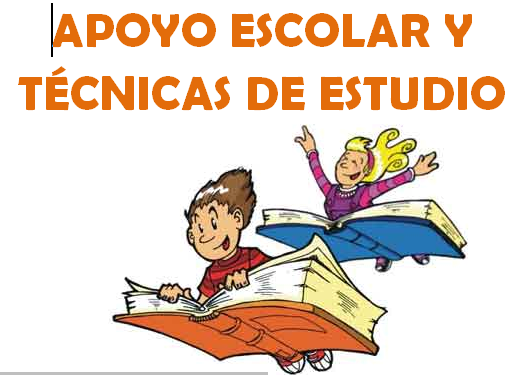 APOYO ESCOLAR Y
TÉCNICAS DE ESTUDIO